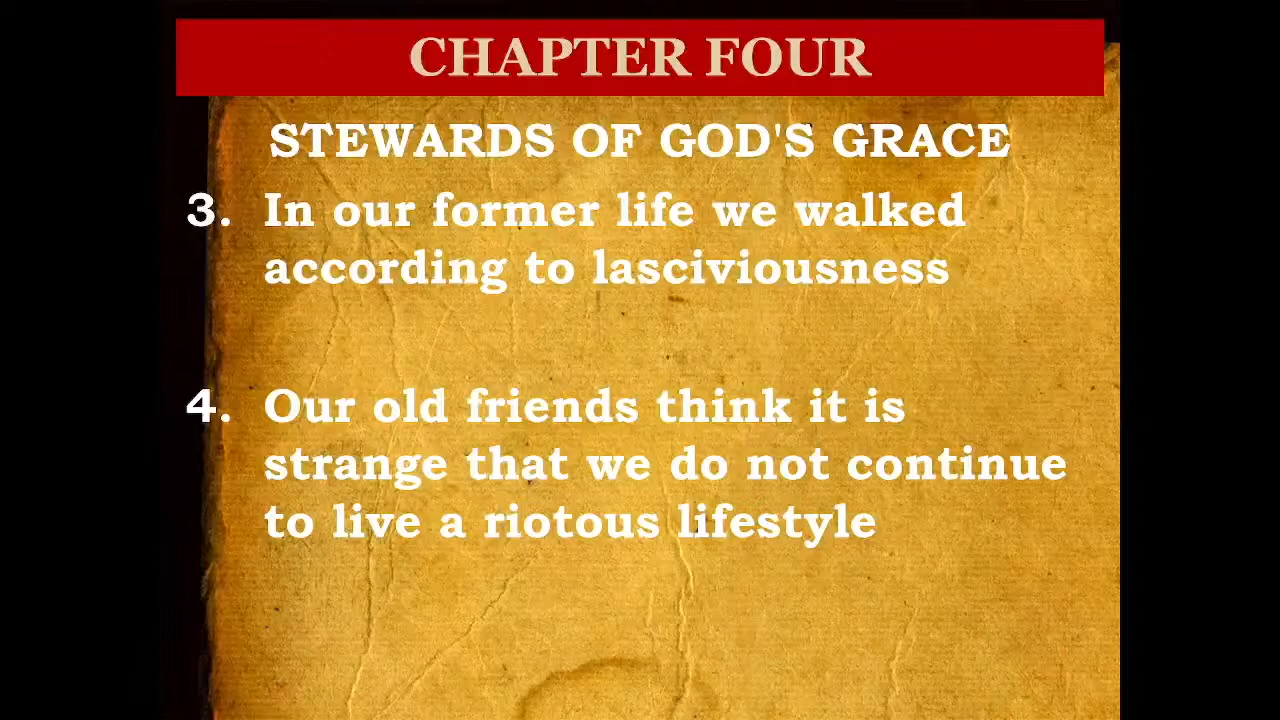 CHAPTER FOUR
STEWARDS OF GOD'S GRACE
3. In our former life we walked
according to lasciviousness
4. Our old friends think it is
strange that we do not continue
to live a riotous lifestyle